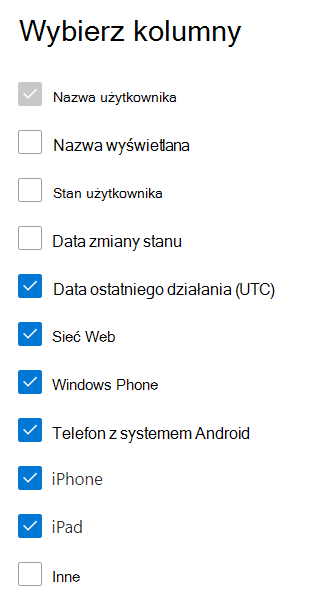 Wybierz kolumny
Nazwa użytkownika
Nazwa wyświetlana
Stan użytkownika
Data zmiany stanu
Data ostatniego działania (UTC)
Sieć Web
Windows Phone
Telefon z systemem Android
iPhone
iPad
Inne